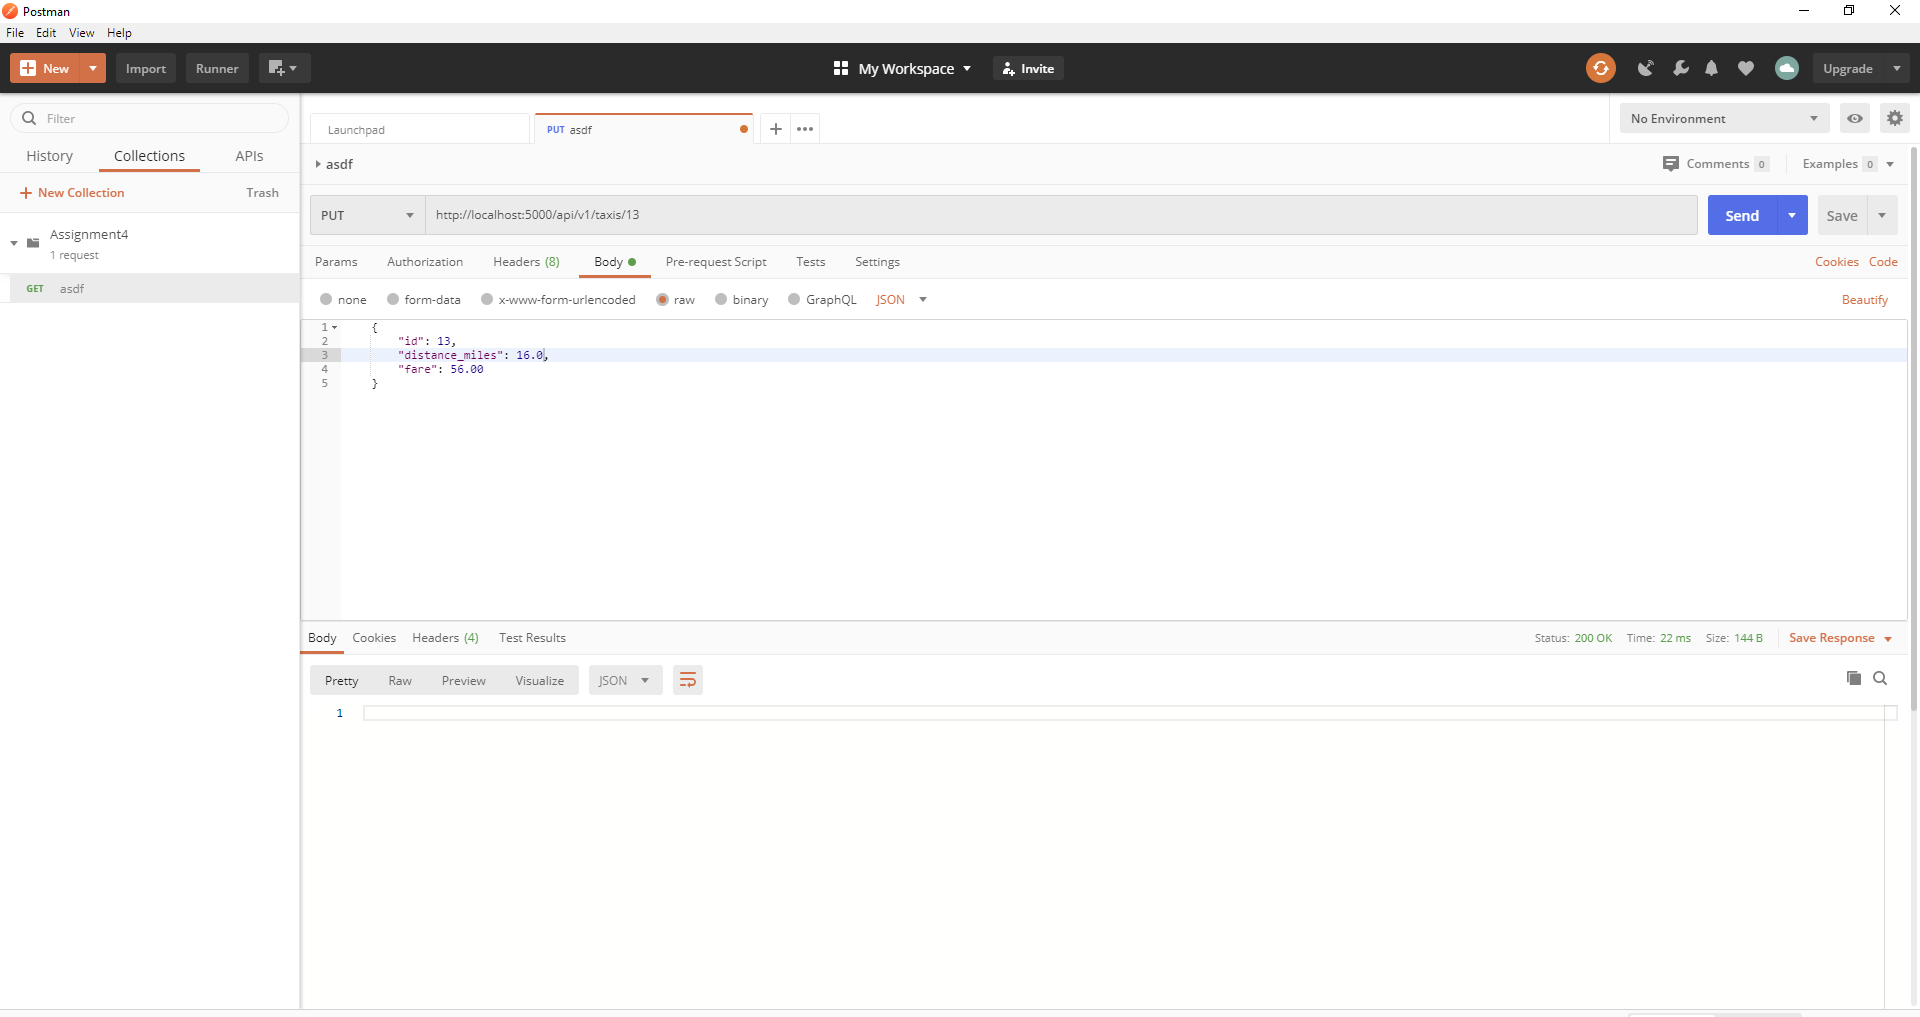 Postman
File Edit View Help
New Import Runner My Workspace Invite Upgrade
Filter
History Collections APIs
New Collection Trash
Assignment4
1 request
GET asdf
Launchpad PUT asdf No Environment
asdf Comments 0 Examples 0
PUT http://localhost:5000/api/v1/taxis/13 Send Save
Params Authorization Headers (8) Body Pre-request Script Tests Settings Cookies Code
none form-data x-www-form-urlencoded raw binary GraphQL JSON Beautify
1 {
2 "id": 13,
3 "distance_miles": 16.0,
4 "fare": 56.00
5 }
Body Cookies Headers (4) Test Results Status: 200 OK Time: 22 ms Size: 144 B Save Response
Pretty Raw Preview Visualize JSON
1